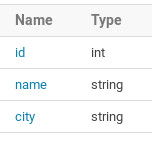 Name Type
id int
name string
city string